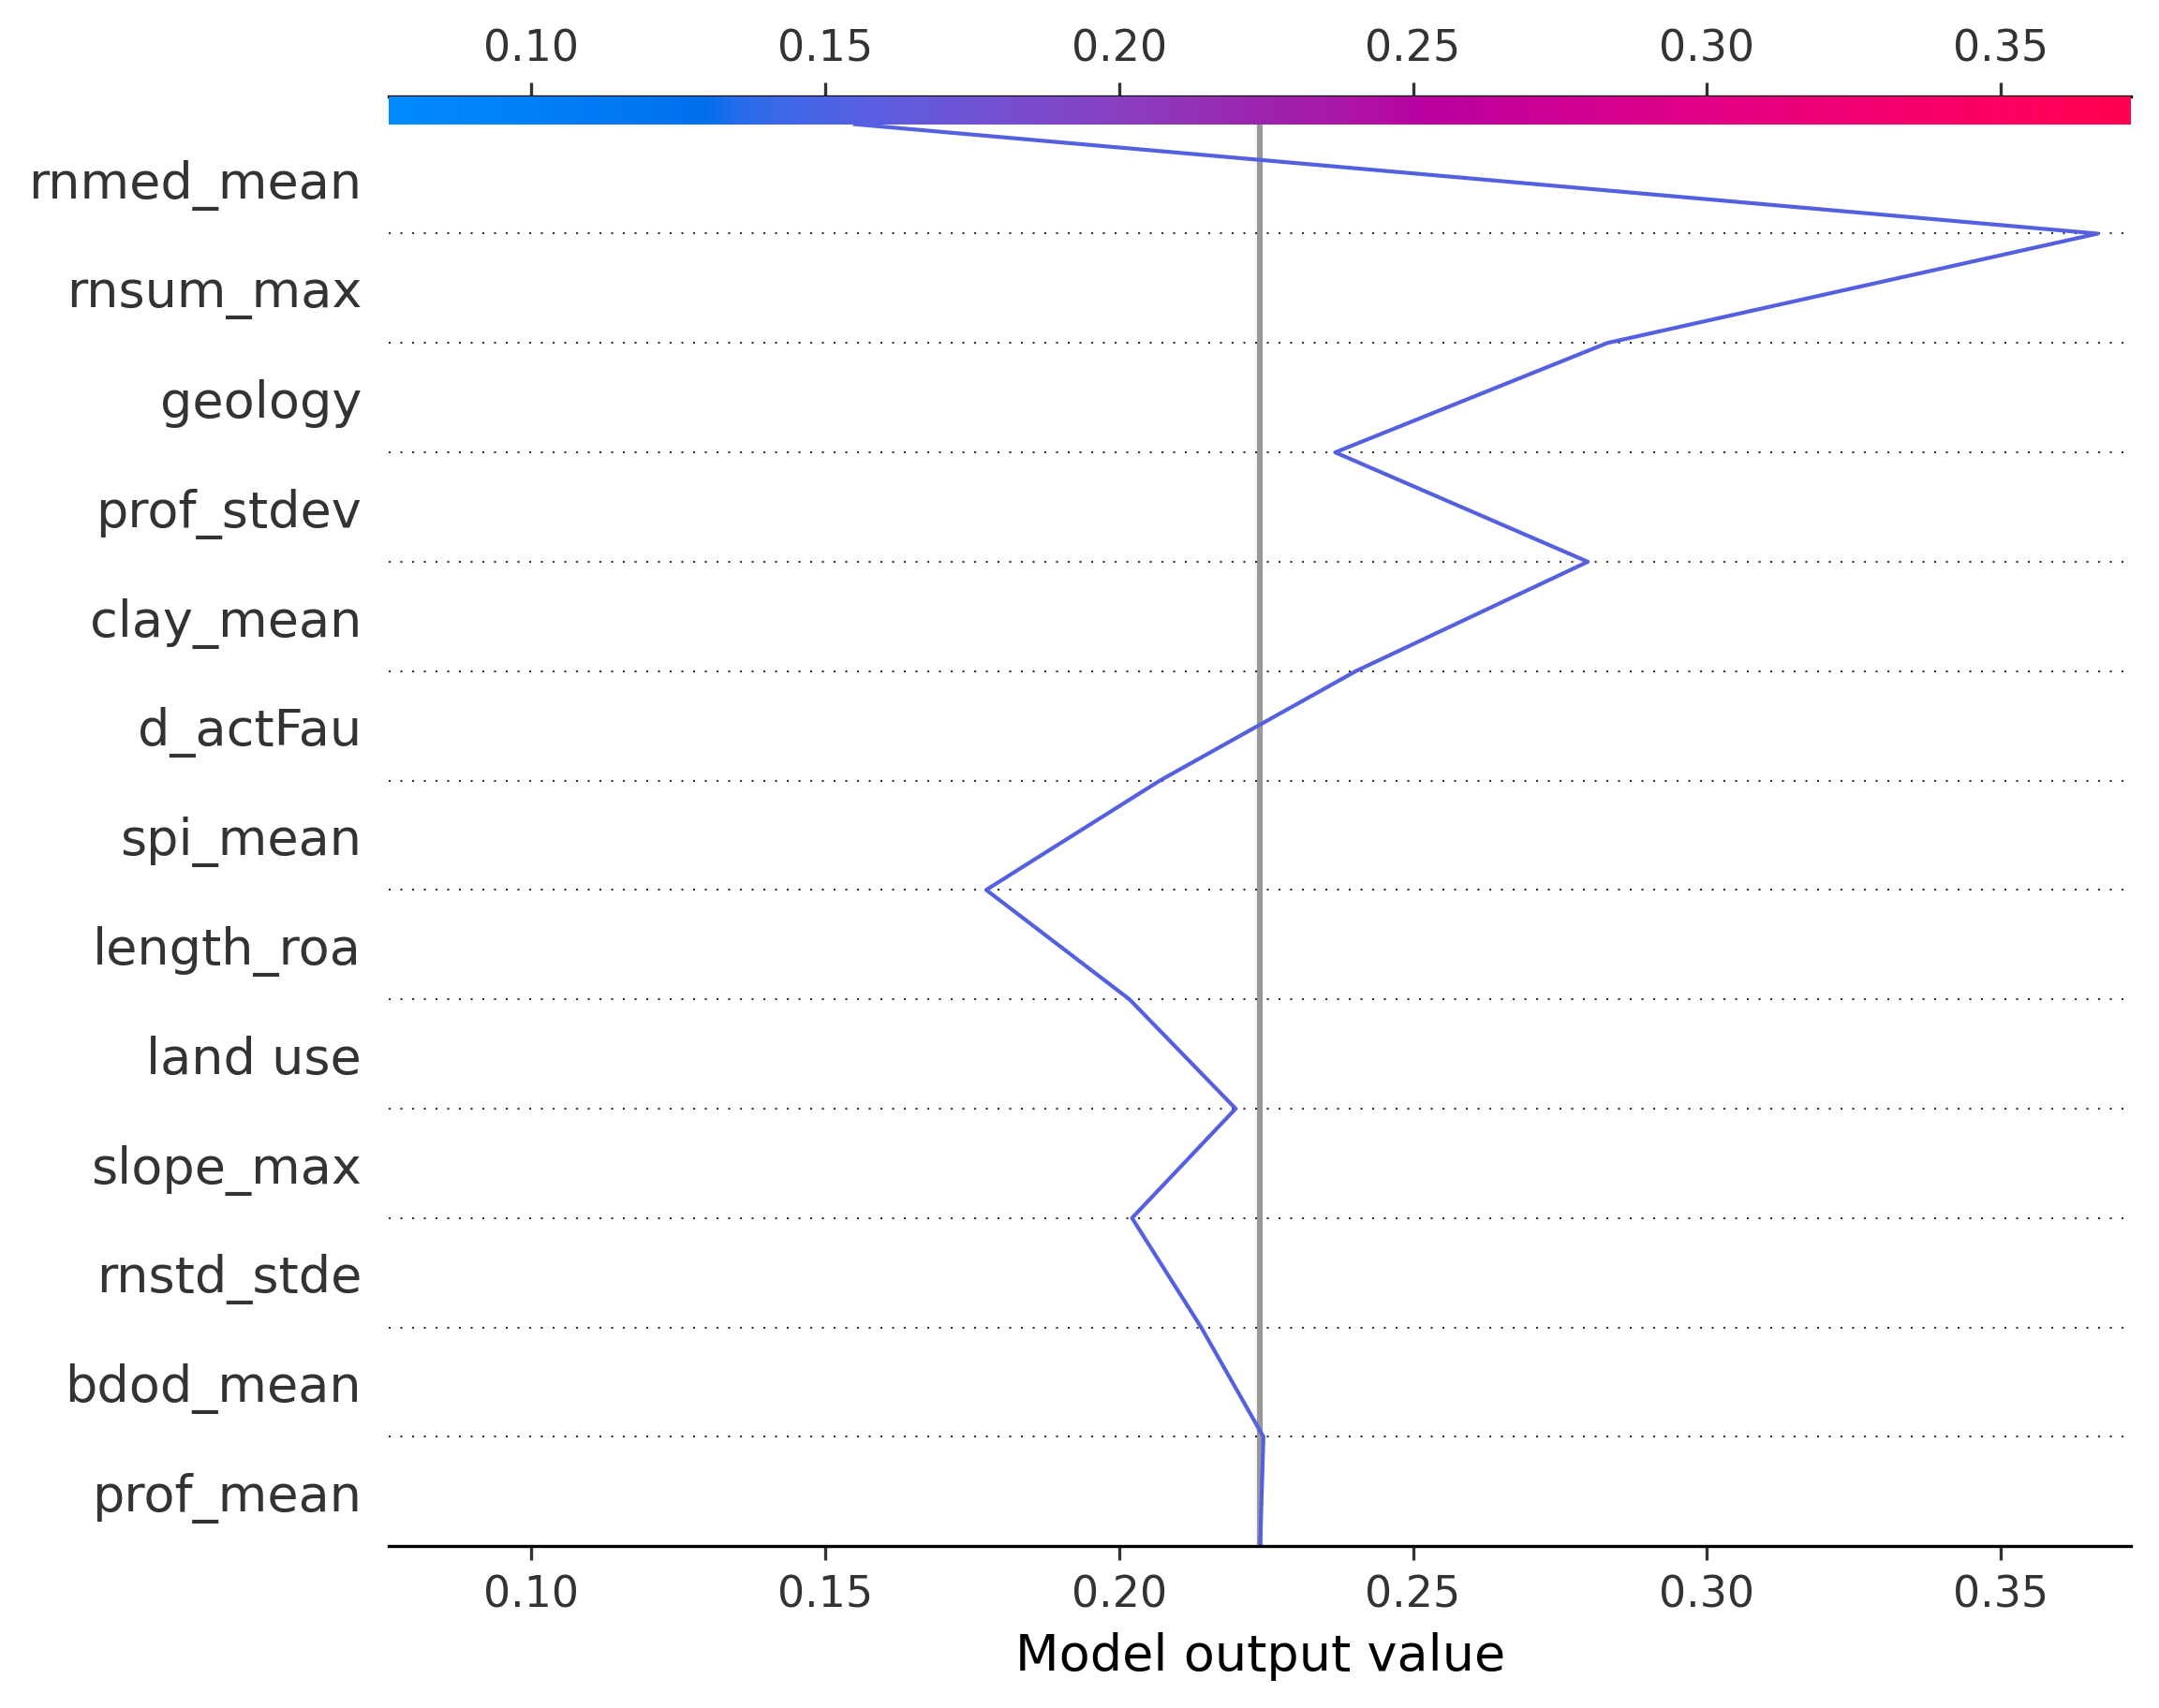 0.10 0.15 0.20 0.25 0.30 0.35
rnmed_mean
rnsum_max
geology
prof_stdev
clay_mean
d_actFau
spi_mean
length_roa
land use
slope_max
rnstd_stde
bdod_mean
prof_mean
0.10 0.15 0.20 0.25 0.30 0.35
Model output value